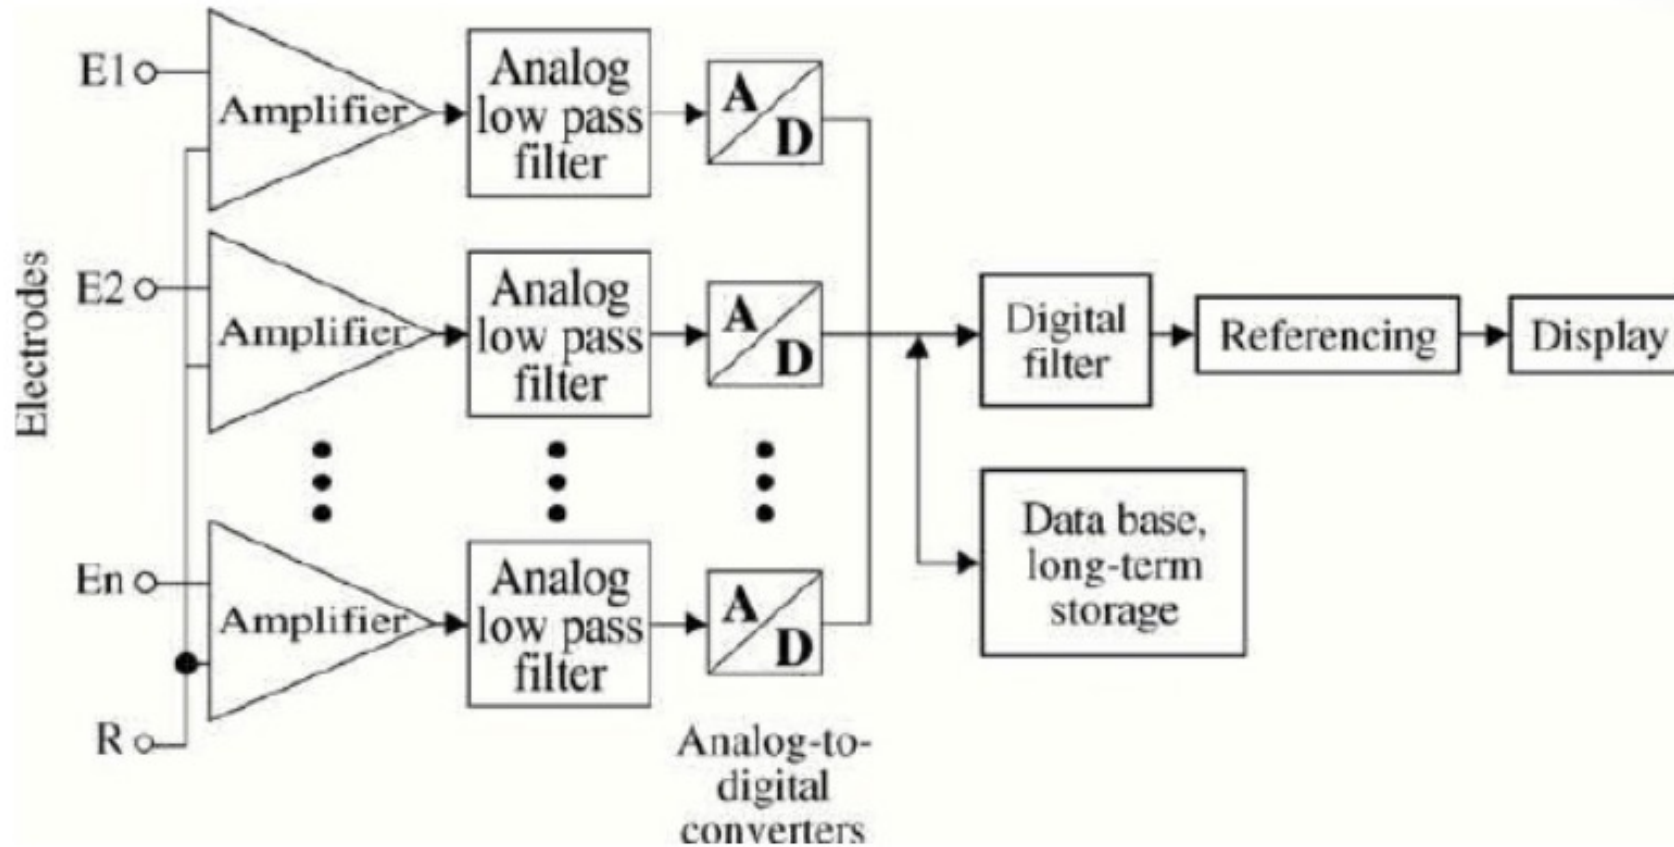 Electrodes
E1
Amplifier
Analog
low pass
filter
A
D
E2
Amplifier
Analog
low pass
filter
A
D
Digital
filter
Referencing
Display
En
Amplifier
Analog
low pass
filter
A
D
Data base,
long-term
storage
R
Analog-to-
digital
converters